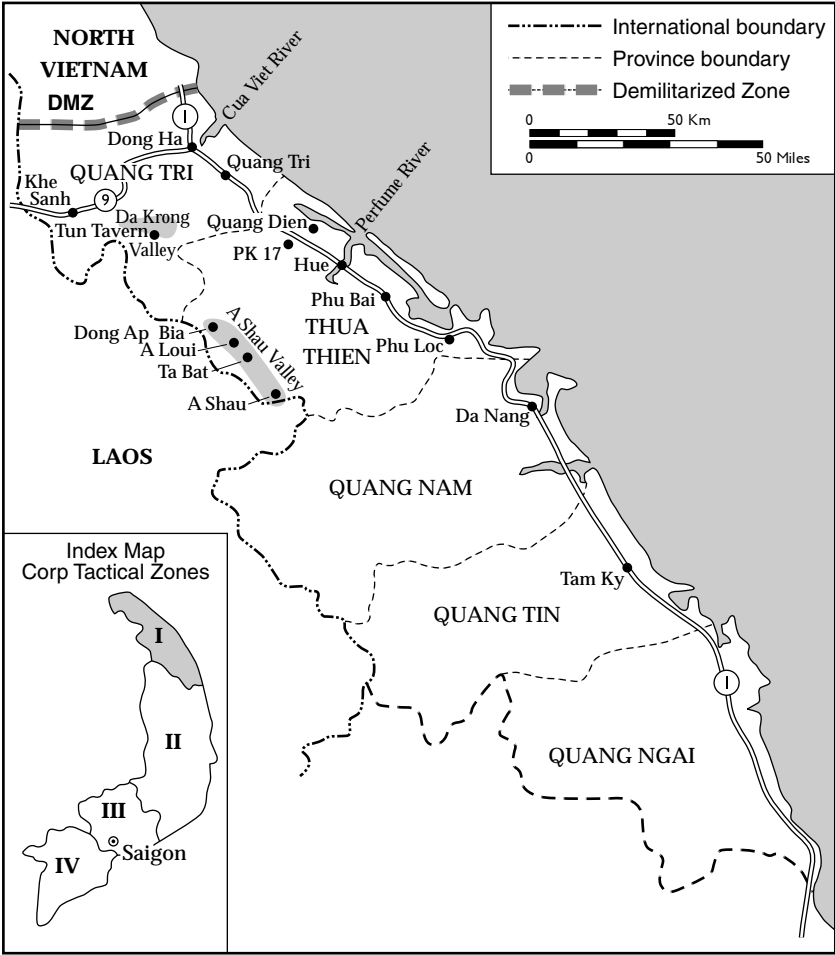 NORTH
VIETNAM
DMZ
International boundary
Province boundary
Demilitarized Zone
0 50 Km
0 50 Miles
Cua Viet River
I
Dong Ha
QUANG TRI
Quang Tri
Khe
Sanh
9
Da Krong
Tun Tavern
Valley
Quang Dien
Perfume River
PK 17
Hue
Phu Bai
THUA
THIEN
Phu Loc
Dong Ap Bia
A Loui
Ta Bat
A Shau
A Shau Valley
Da Nang
LAOS
QUANG NAM
Tam Ky
QUANG TIN
I
QUANG NGAI
Index Map
Corp Tactical Zones
I
II
III
Saigon
IV